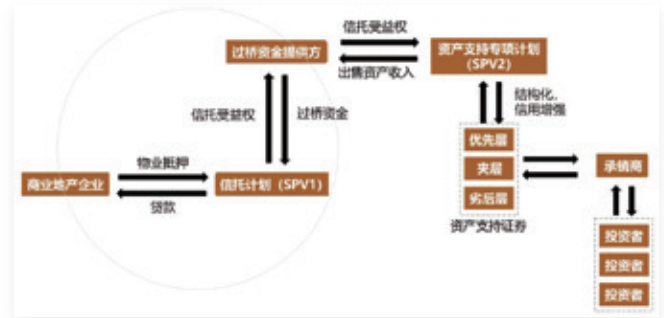 信托受益权
过桥资金提供方
资产支持专项计划
(SPV2)
出售资产收入
结构化、
信用增强
信托受益权
过桥资金
优先层
物业抵押
夹层
承销商
商业地产企业
信托计划 (SPV1)
贷款
劣后层
资产支持证券
投资者
投资者
投资者